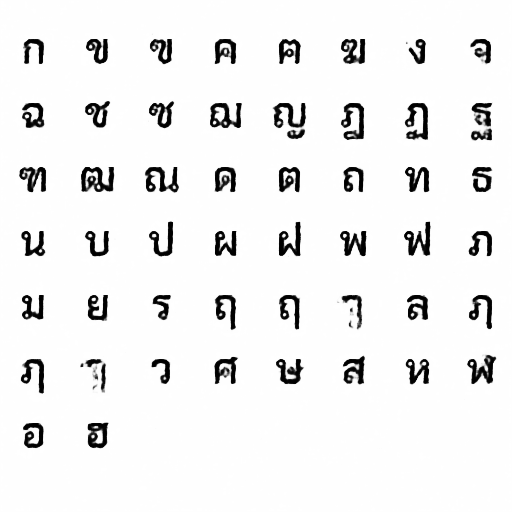 ก ข ฃ ค ฅ ฆ ง จ
ฉ ช ซ ฌ ญ ฎ ฏ ฐ
ฑ ฒ ณ ด ต ถ ท ธ
น บ ป ผ ฝ พ ฟ ภ
ม ย ร ฤ ฤ ล ฦ
ฦ ว ศ ษ ส ห ฬ
อ ฮ